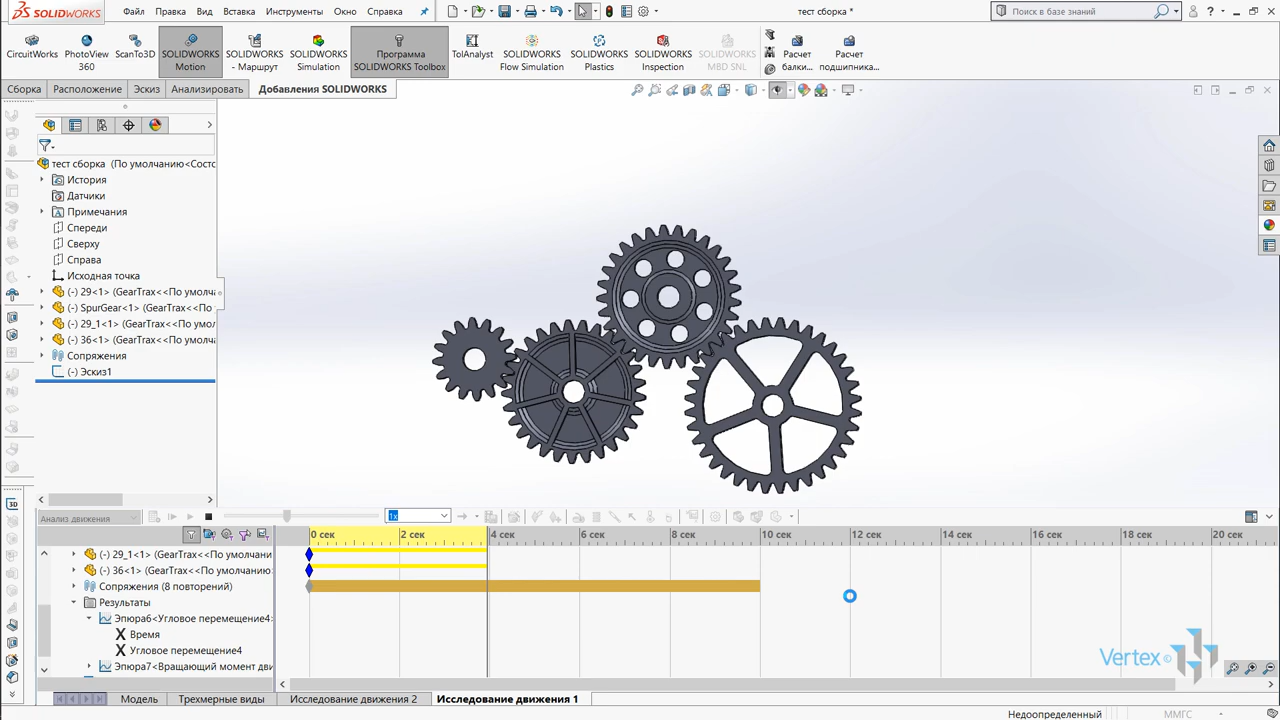 SOLIDWORKS
Файл Правка Вид Вставка Инструменты Окно Справка
тест сборка *
Поиск в базе знаний
CircuitWorks
PhotoView 360
ScanTo3D
SOLIDWORKS Motion
SOLIDWORKS - Маршрут
SOLIDWORKS Simulation
Программа SOLIDWORKS Toolbox
TolAnalyst
SOLIDWORKS Flow Simulation
SOLIDWORKS Plastics
SOLIDWORKS Inspection
SOLIDWORKS MBD SNL
Расчет балки...
Расчет подшипника...
Сборка Расположение Эскиз Анализировать Добавления SOLIDWORKS
тест сборка (По умолчанию<Состо
История
Датчики
Примечания
Спереди
Сверху
Справа
Исходная точка
(-) 29<1> (GearTrax<<По умолча
(-) SpurGear<1> (GearTrax<<По
(-) 29_1<1> (GearTrax<<По умол
(-) 36<1> (GearTrax<<По умолча
Сопряжения
(-) Эскиз1
Анализ движения
1x
0 сек 2 сек 4 сек 6 сек 8 сек 10 сек 12 сек 14 сек 16 сек 18 сек 20 сек
(-) 29_1<1> (GearTrax<<По умолчани
(-) 36<1> (GearTrax<<По умолчанию
Сопряжения (8 повторений)
Результаты
Эпюра6<Угловое перемещение4>
Время
Угловое перемещение4
Эпюра7<Вращающий момент дви
Vertex ©
Модель Трехмерные виды Исследование движения 2 Исследование движения 1
Недоопределенный ММГС